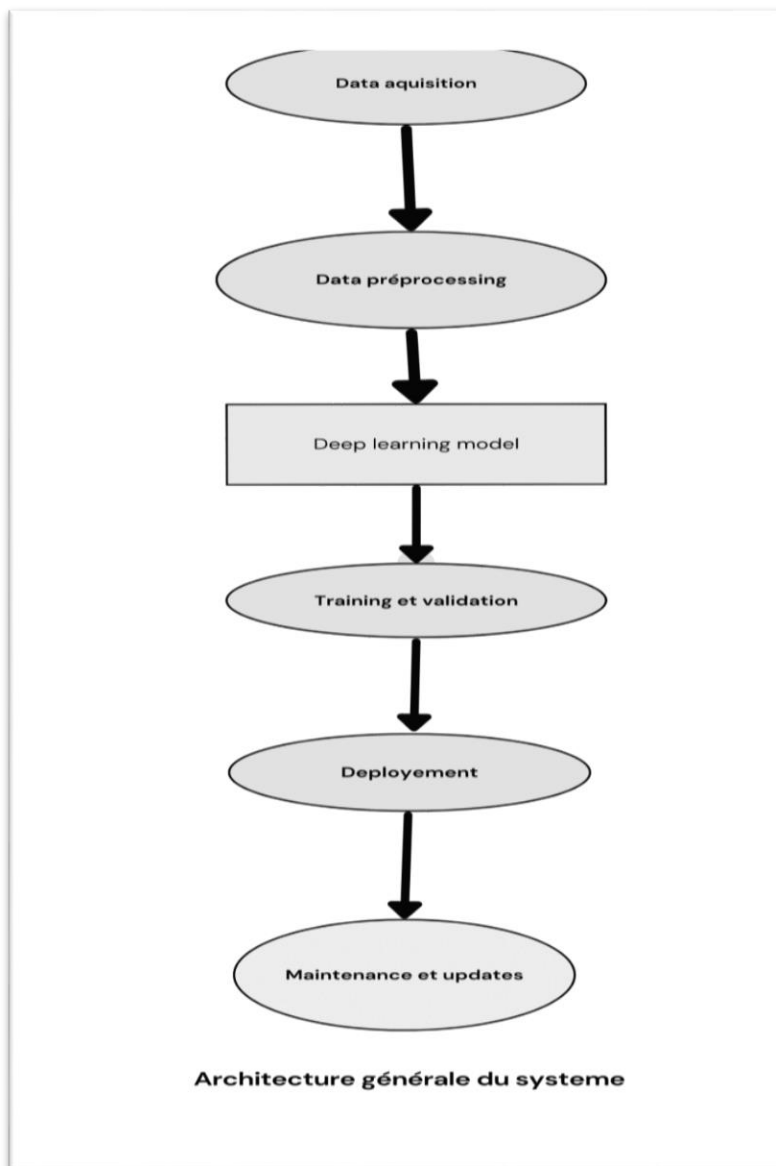 Data aquisition
Data préprocessing
Deep learning model
Training et validation
Deployement
Maintenance et updates
Architecture générale du systeme